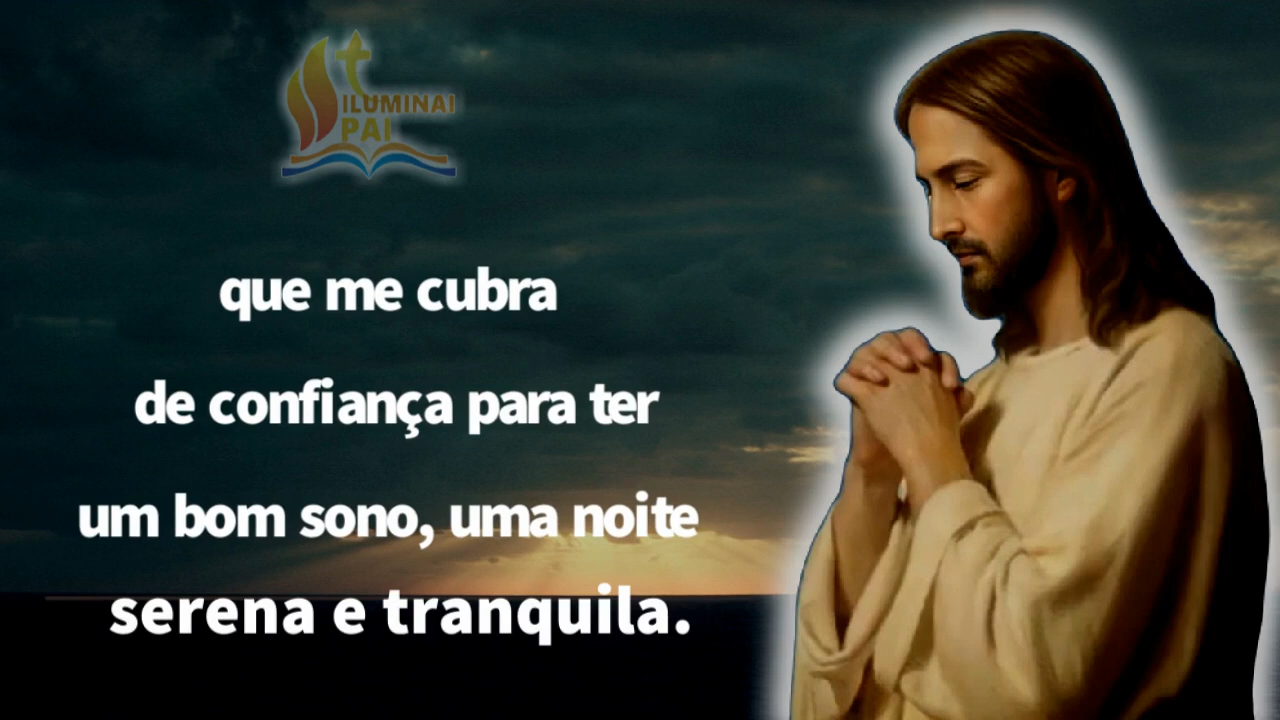 ILUMINAI
PAI
que me cubra
de confiança para ter
um bom sono, uma noite
serena e tranquila.